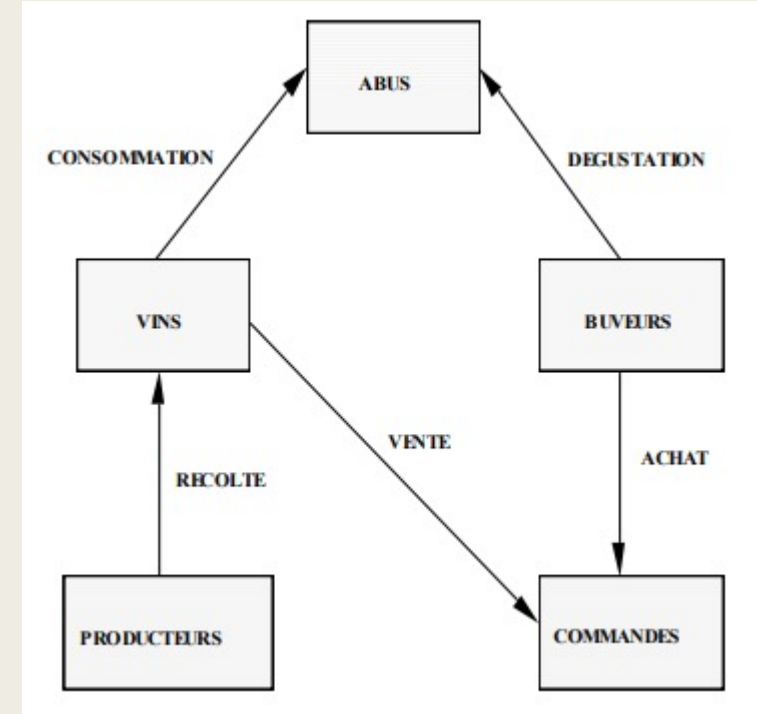 ABUS
CONSOMMATION
DEGUSTATION
VINS
BUVEURS
VENTE
ACHAT
RECOLTE
PRODUCTEURS
COMMANDES